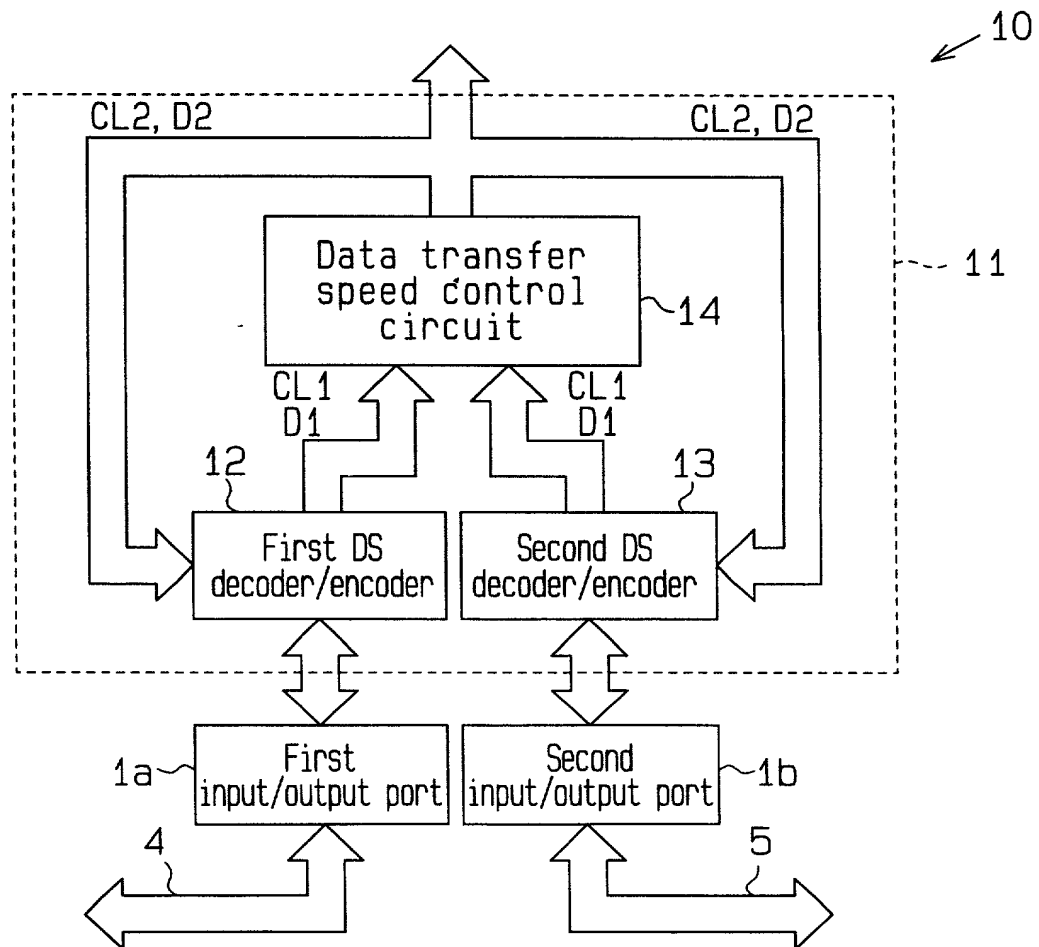 10
CL2, D2
CL2, D2
11
Data transfer
speed control
circuit
14
CL1
D1
CL1
D1
12
13
First DS
decoder/encoder
Second DS
decoder/encoder
1a
First
input/output port
Second
input/output port
1b
4
5